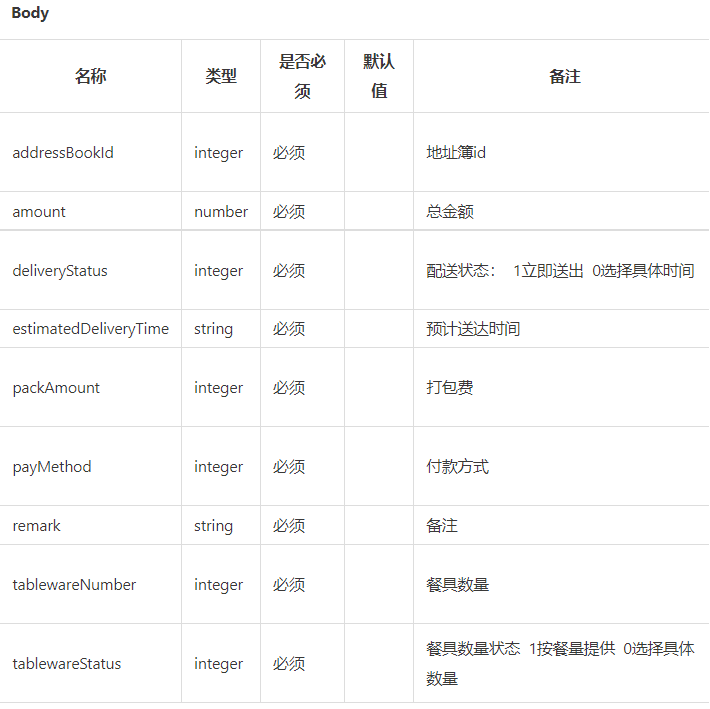 Body
名称 类型 是否必须 默认值 备注
addressBookId integer 必须 地址簿id
amount number 必须 总金额
deliveryStatus integer 必须 配送状态： 1立即送出 0选择具体时间
estimatedDeliveryTime string 必须 预计送达时间
packAmount integer 必须 打包费
payMethod integer 必须 付款方式
remark string 必须 备注
tablewareNumber integer 必须 餐具数量
tablewareStatus integer 必须 餐具数量状态 1按餐量提供 0选择具体数量